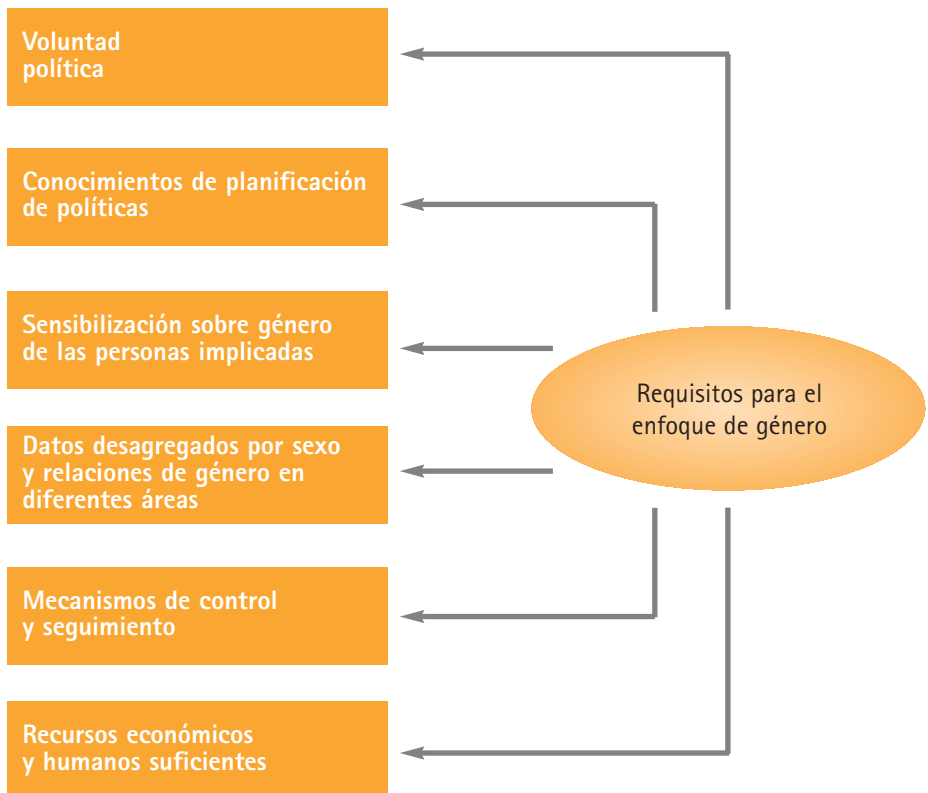 Voluntad
política
Conocimientos de planificación
de políticas
Sensibilización sobre género
de las personas implicadas
Requisitos para el
enfoque de género
Datos desagregados por sexo
y relaciones de género en
diferentes áreas
Mecanismos de control
y seguimiento
Recursos económicos
y humanos suficientes